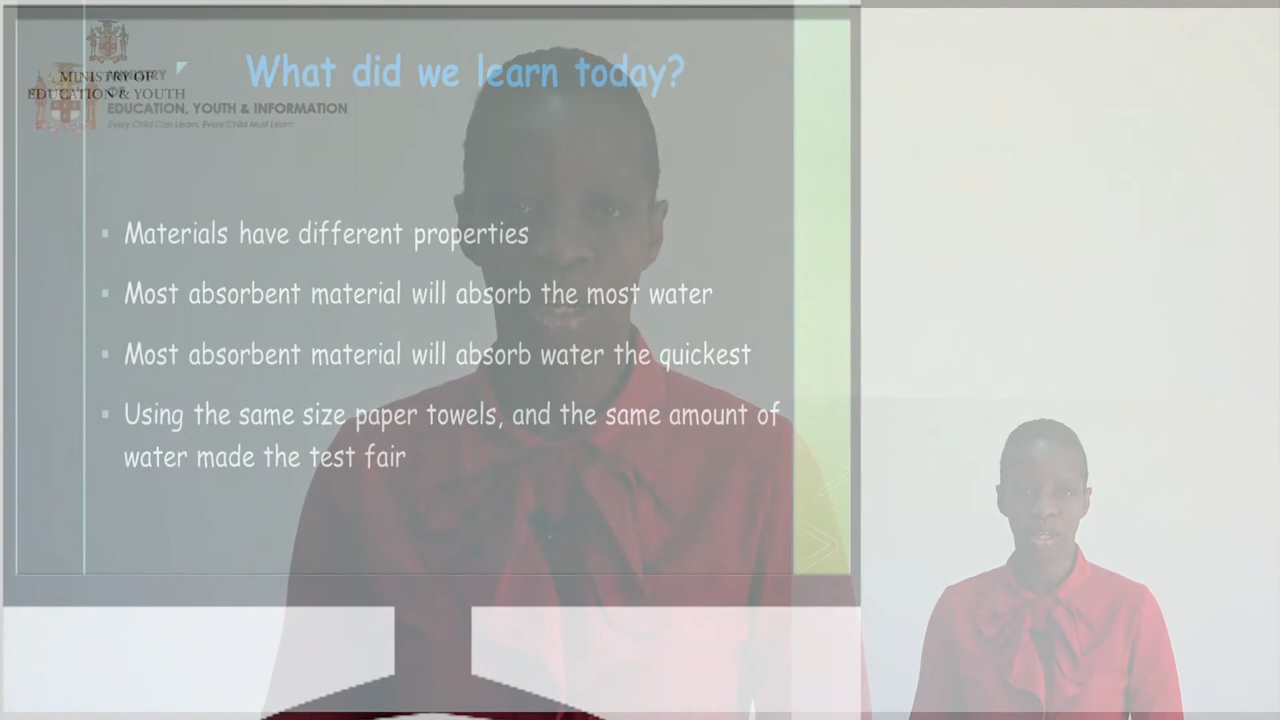 What did we learn today?
MINISTRY OF
EDUCATION & YOUTH
MINISTRY
OF
EDUCATION, YOUTH & INFORMATION
Every Child Can Learn, Every Child Must Learn
▪ Materials have different properties
▪ Most absorbent material will absorb the most water
▪ Most absorbent material will absorb water the quickest
▪ Using the same size paper towels, and the same amount of
water made the test fair